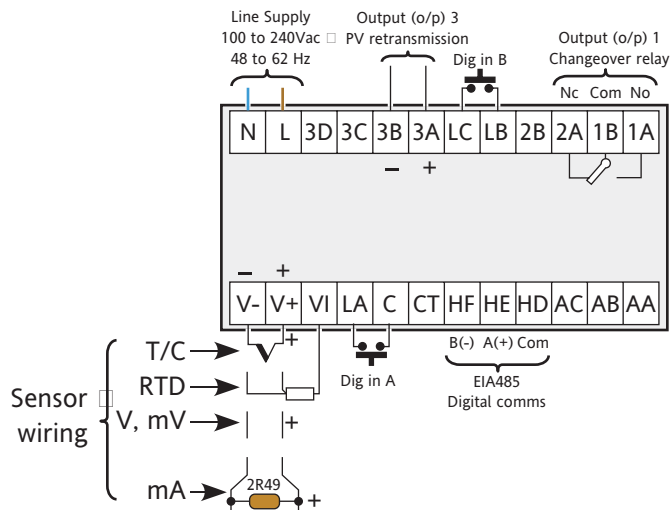 Line Supply
100 to 240Vac
48 to 62 Hz
Output (o/p) 3
PV retransmission
Dig in B
Output (o/p) 1
Changeover relay
Nc Com No
N L 3D 3C 3B 3A LC LB 2B 2A 1B 1A
− +
− +
V- V+ VI LA C CT HF HE HD AC AB AA
+
B(-) A(+) Com
EIA485
Digital comms
Dig in A
Sensor
wiring
T/C
RTD
V, mV +
mA 2R49 +